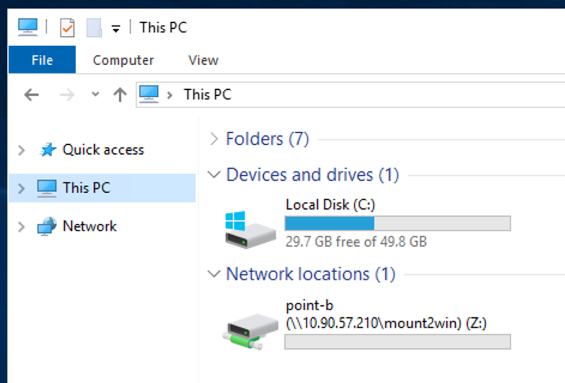 This PC
File Computer View
This PC
Quick access
This PC
Network
Folders (7)
Devices and drives (1)
Local Disk (C:)
29.7 GB free of 49.8 GB
Network locations (1)
point-b
(\\10.90.57.210\mount2win) (Z:)